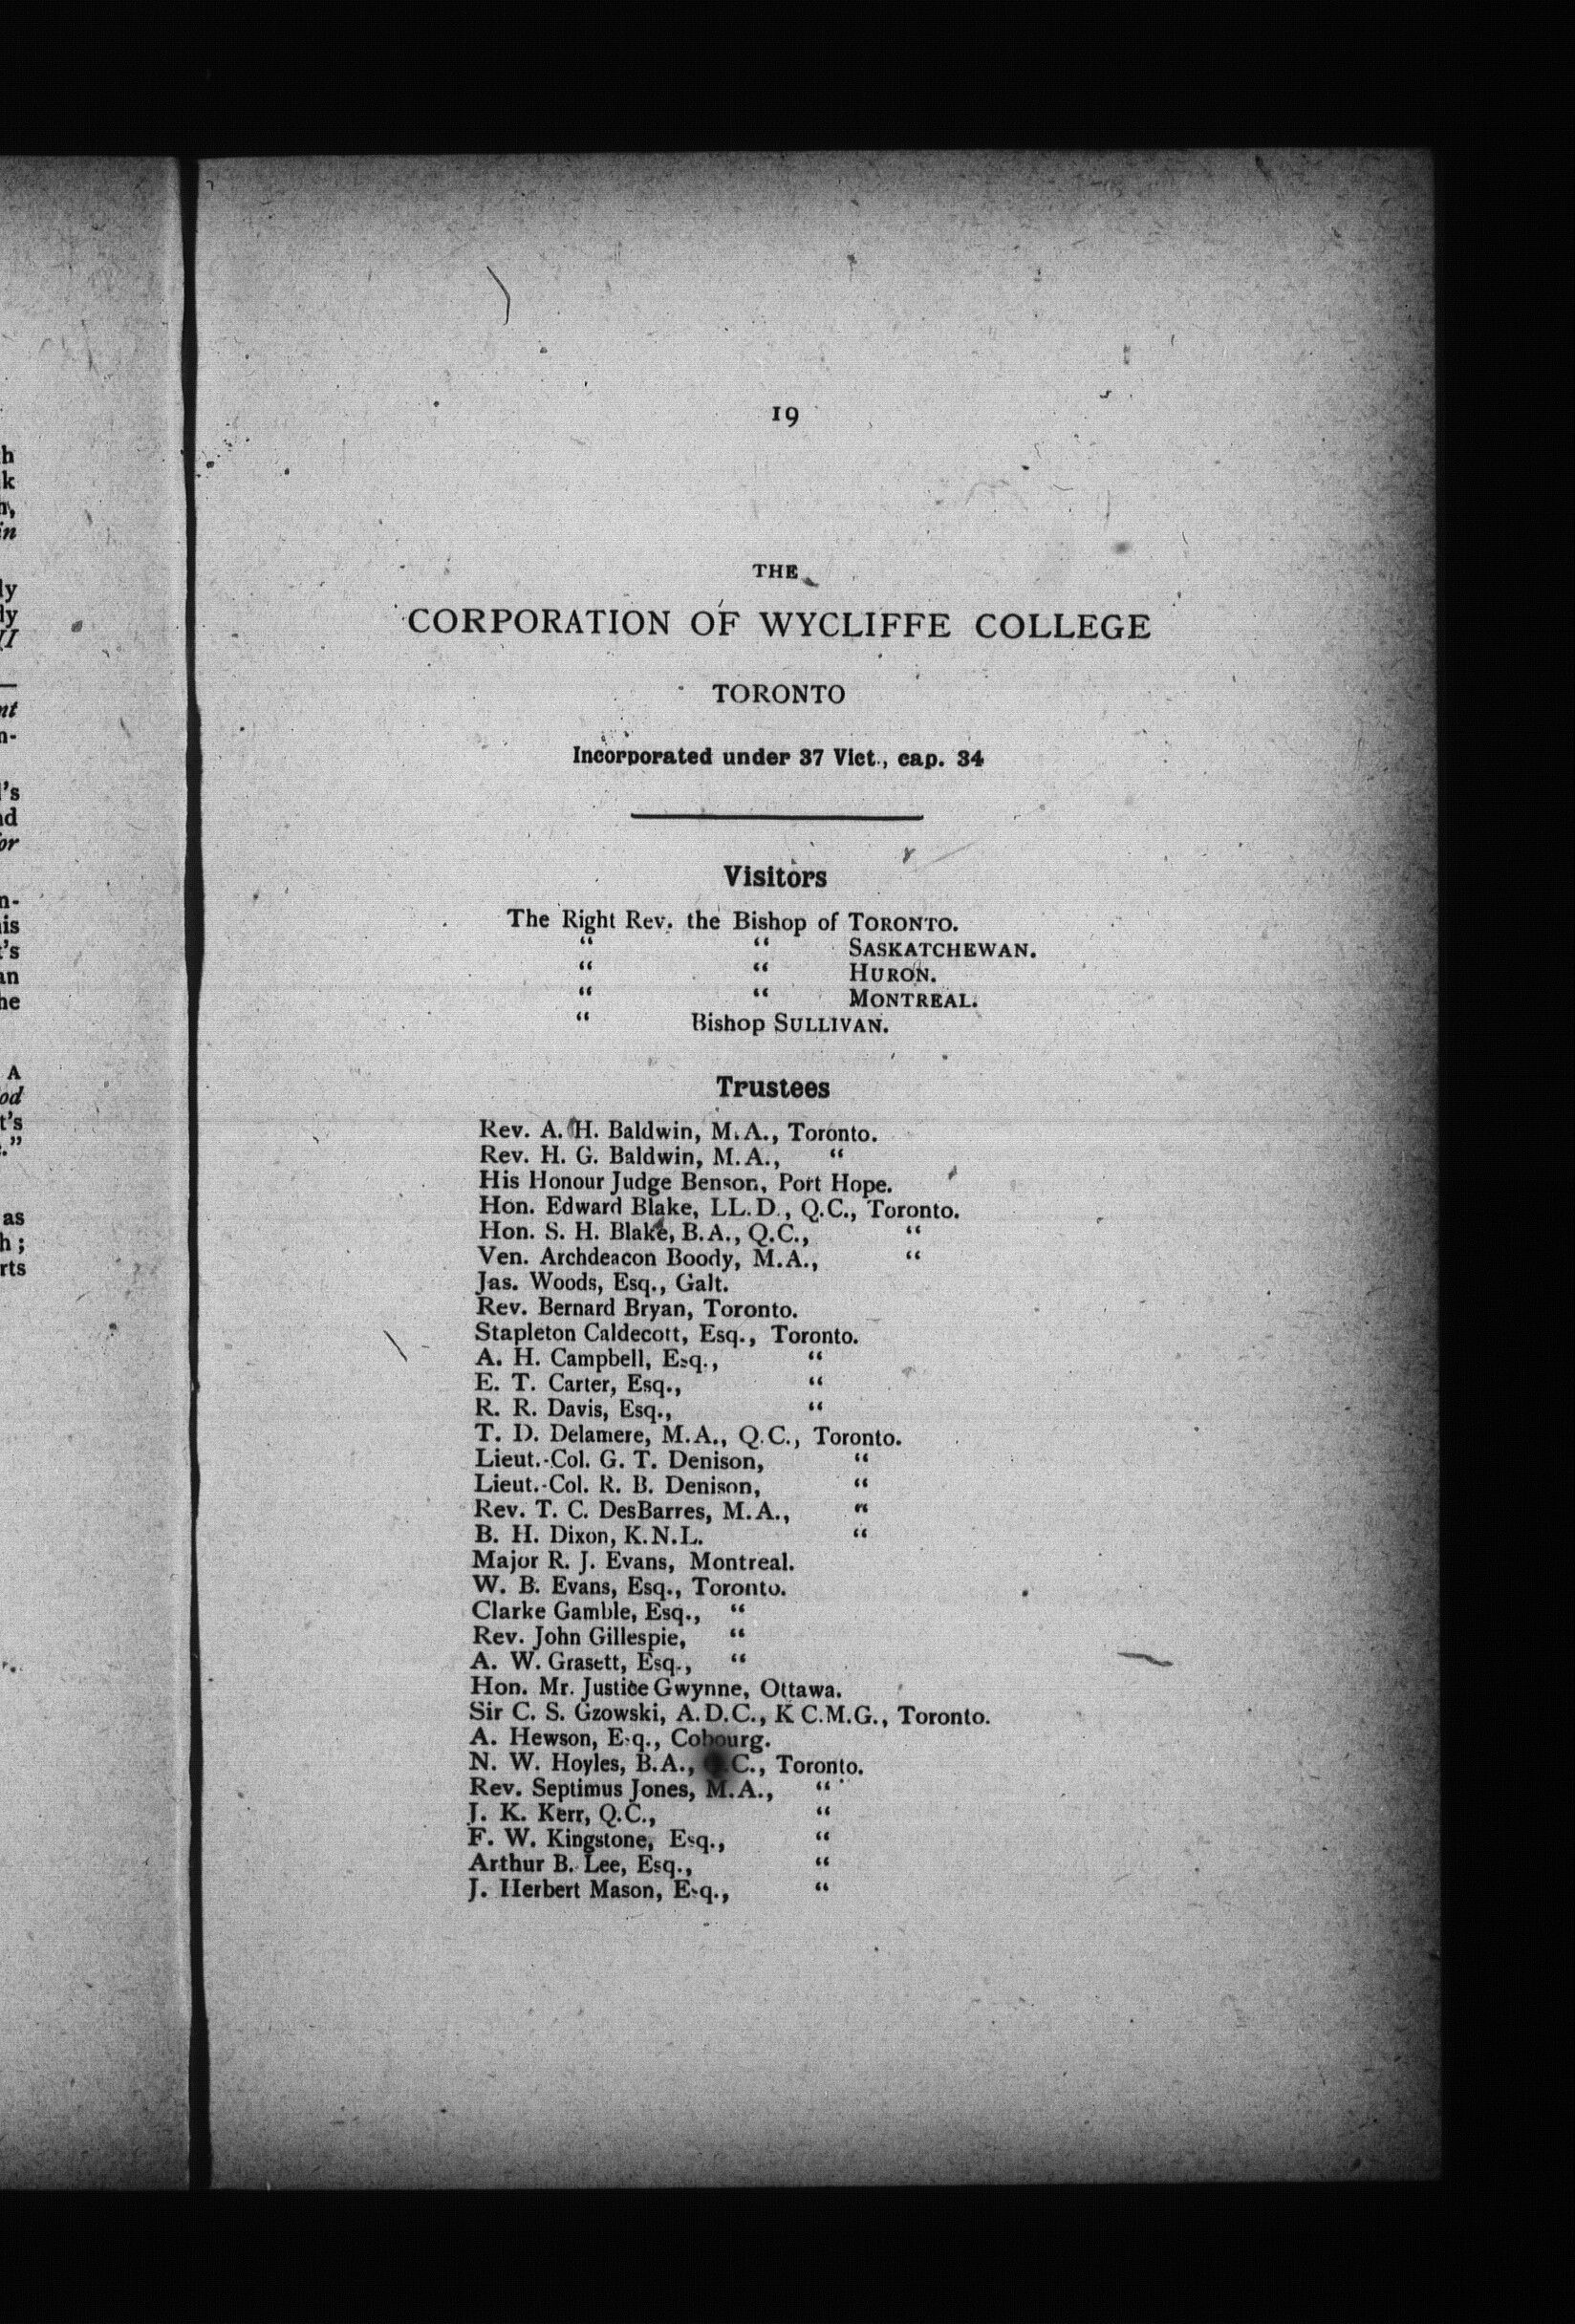 19
THE
CORPORATION OF WYCLIFFE COLLEGE
TORONTO
Incorporated under 37 Vict., cap. 34
Visitors
The Right Rev. the Bishop of TORONTO.
“ “ SASKATCHEWAN.
“ “ HURON.
“ “ MONTREAL.
“ Bishop SULLIVAN.
Trustees
Rev. A. H. Baldwin, M.A., Toronto.
Rev. H. G. Baldwin, M.A., “
His Honour Judge Benson, Port Hope.
Hon. Edward Blake, LL.D., Q.C., Toronto.
Hon. S. H. Blake, B.A., Q.C., “
Ven. Archdeacon Boody, M.A., “
Jas. Woods, Esq., Galt.
Rev. Bernard Bryan, Toronto.
Stapleton Caldecott, Esq., Toronto.
A. H. Campbell, Esq., “
E. T. Carter, Esq., “
R. R. Davis, Esq., “
T. D. Delamere, M.A., Q.C., Toronto.
Lieut.-Col. G. T. Denison, “
Lieut.-Col. R. B. Denison, “
Rev. T. C. DesBarres, M.A., “
B. H. Dixon, K.N.L. “
Major R. J. Evans, Montreal.
W. B. Evans, Esq., Toronto.
Clarke Gamble, Esq., “
Rev. John Gillespie, “
A. W. Grasett, Esq., “
Hon. Mr. Justice Gwynne, Ottawa.
Sir C. S. Gzowski, A.D.C., K C.M.G., Toronto.
A. Hewson, Esq., Cobourg.
N. W. Hoyles, B.A., Q.C., Toronto.
Rev. Septimus Jones, M.A., “
J. K. Kerr, Q.C., “
F. W. Kingstone, Esq., “
Arthur B. Lee, Esq., “
J. Herbert Mason, Esq., “